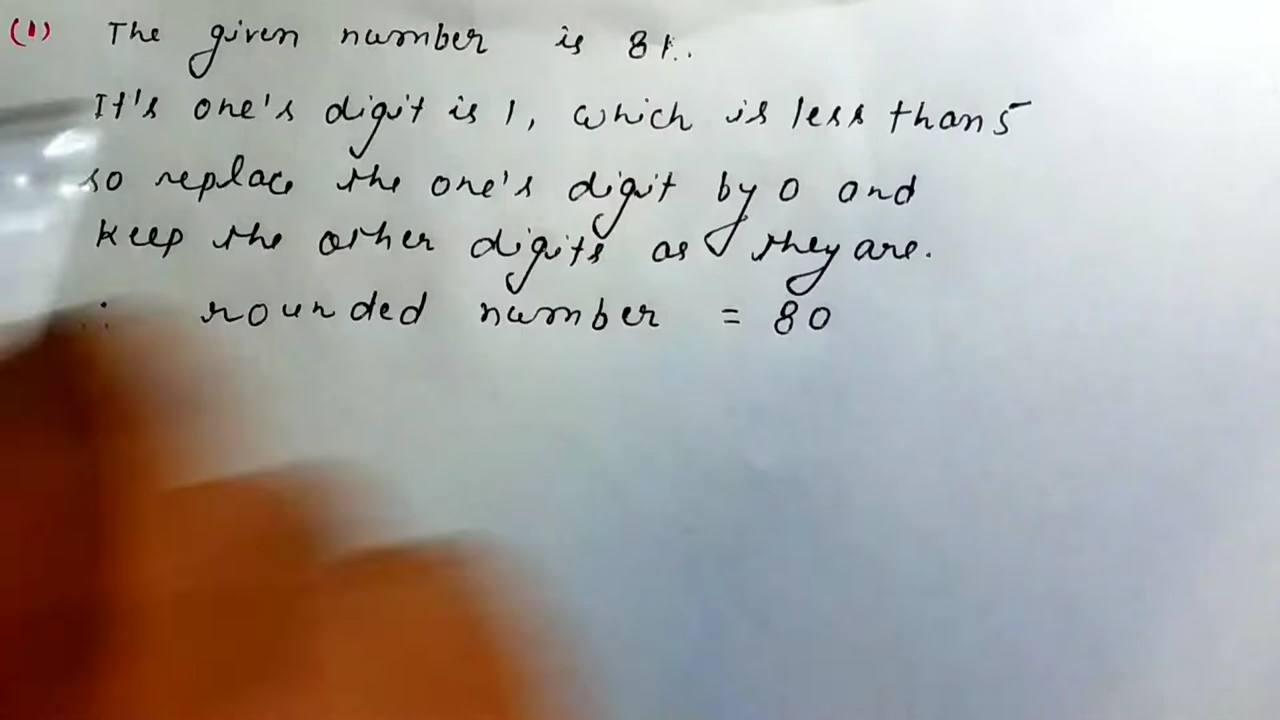 (1) The given number is 81.
It's one's digit is 1, which is less than 5
so replace the one's digit by 0 and
keep the other digits as they are.
∴ rounded number = 80